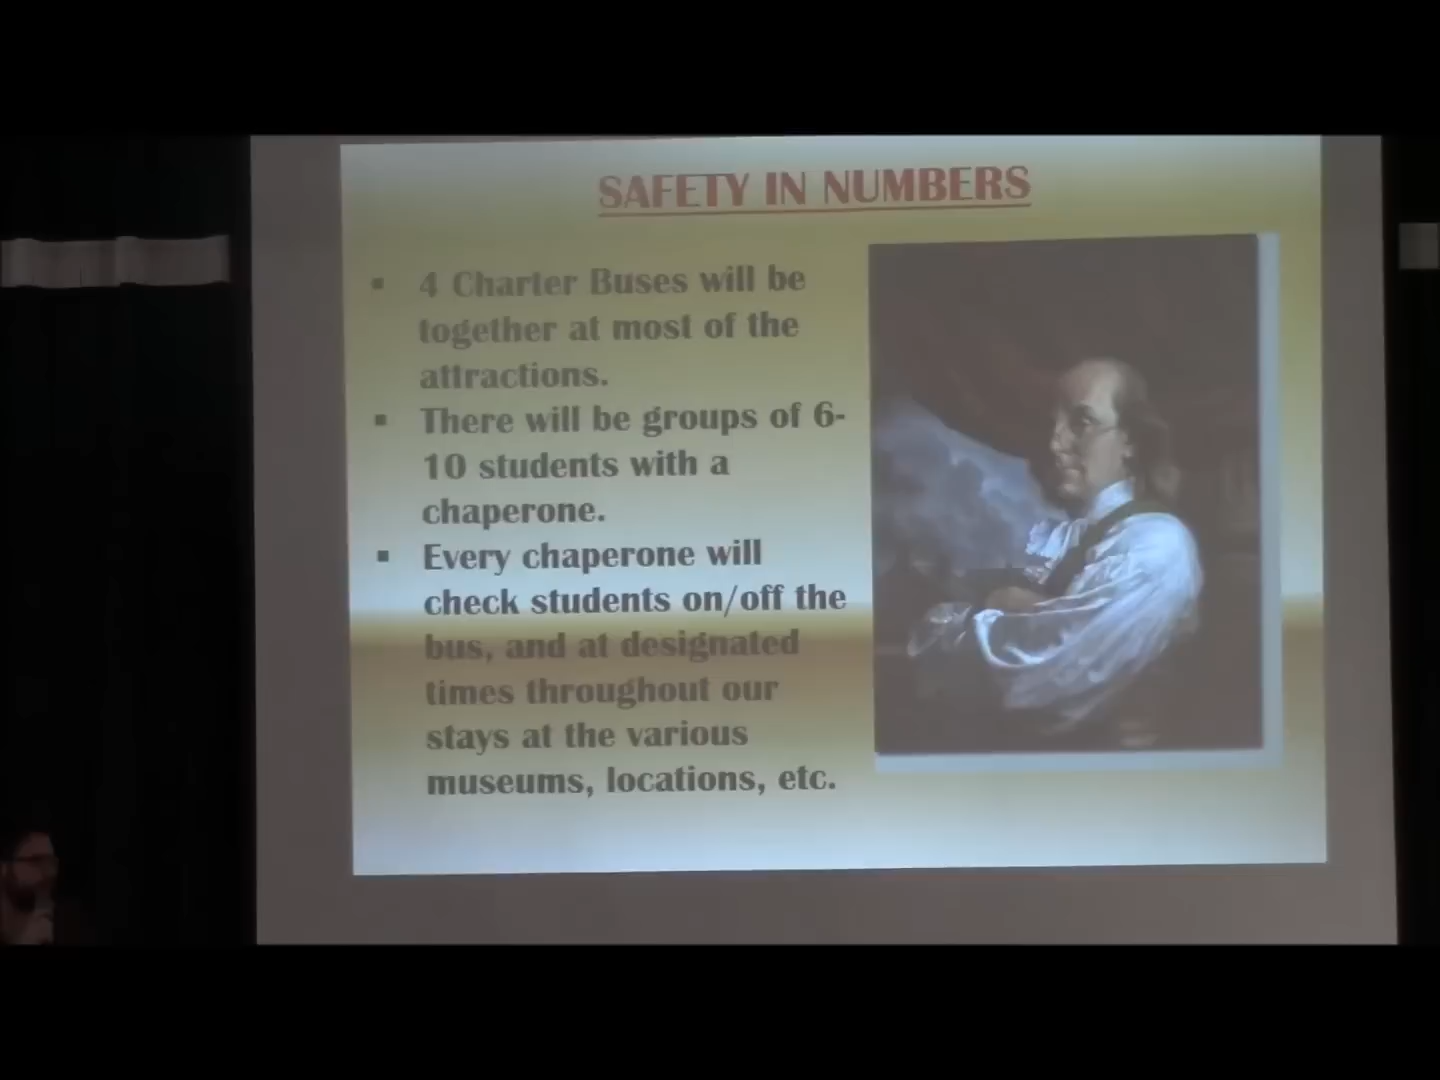 SAFETY IN NUMBERS
▪ 4 Charter Buses will be
together at most of the
attractions.
▪ There will be groups of 6-
10 students with a
chaperone.
▪ Every chaperone will
check students on/off the
bus, and at designated
times throughout our
stays at the various
museums, locations, etc.